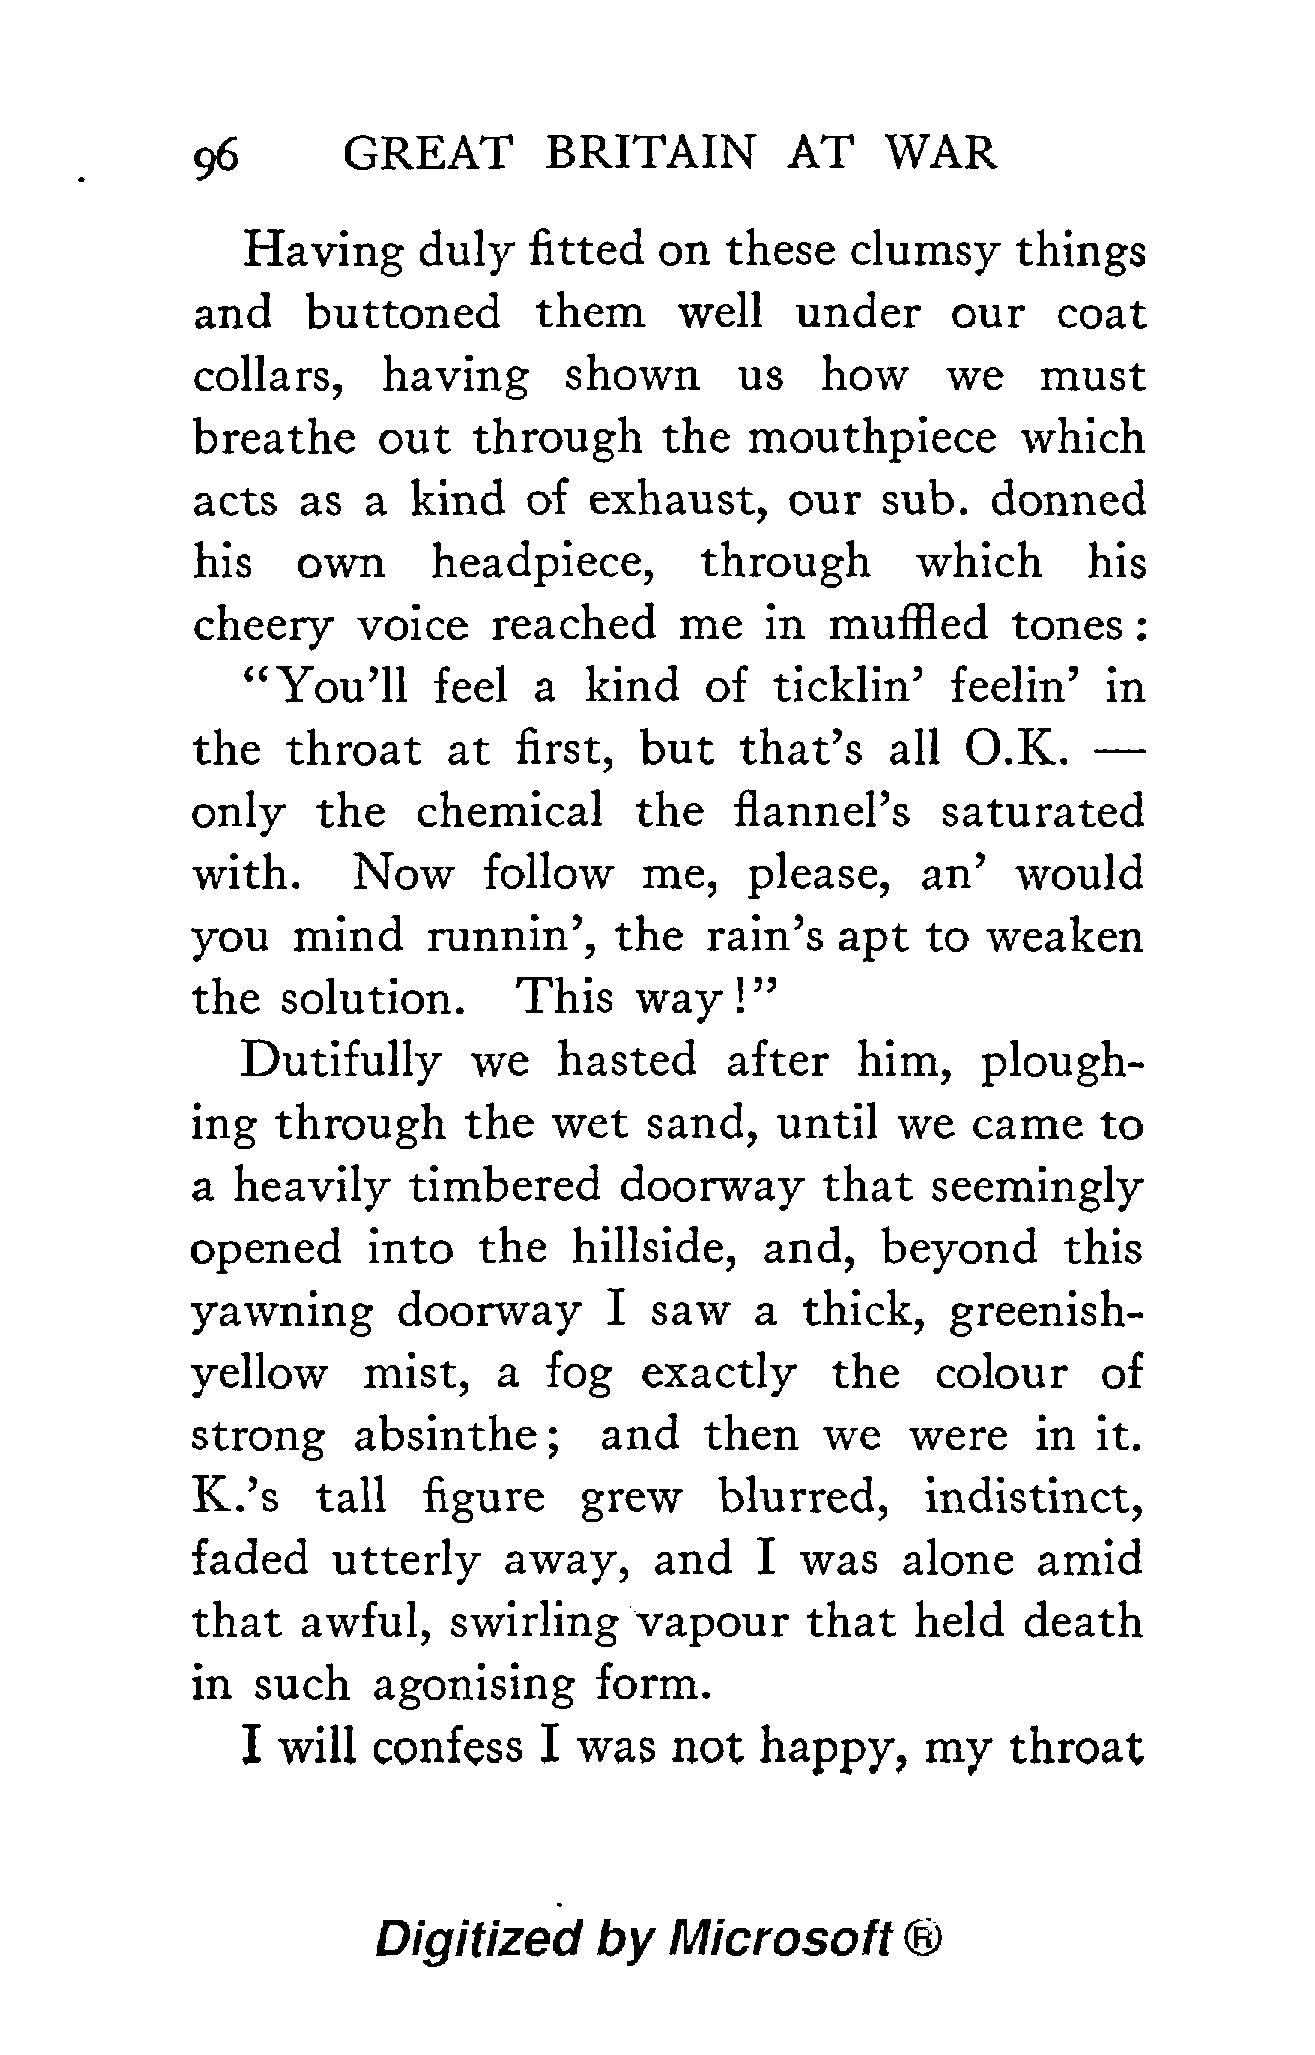 96 GREAT BRITAIN AT WAR
Having duly fitted on these clumsy things
and buttoned them well under our coat
collars, having shown us how we must
breathe out through the mouthpiece which
acts as a kind of exhaust, our sub. donned
his own headpiece, through which his
cheery voice reached me in muffled tones :
“You’ll feel a kind of ticklin’ feelin’ in
the throat at first, but that’s all O.K. —
only the chemical the flannel’s saturated
with. Now follow me, please, an’ would
you mind runnin’, the rain’s apt to weaken
the solution. This way !”
Dutifully we hasted after him, plough-
ing through the wet sand, until we came to
a heavily timbered doorway that seemingly
opened into the hillside, and, beyond this
yawning doorway I saw a thick, greenish-
yellow mist, a fog exactly the colour of
strong absinthe ; and then we were in it.
K.’s tall figure grew blurred, indistinct,
faded utterly away, and I was alone amid
that awful, swirling vapour that held death
in such agonising form.
I will confess I was not happy, my throat
Digitized by Microsoft ®